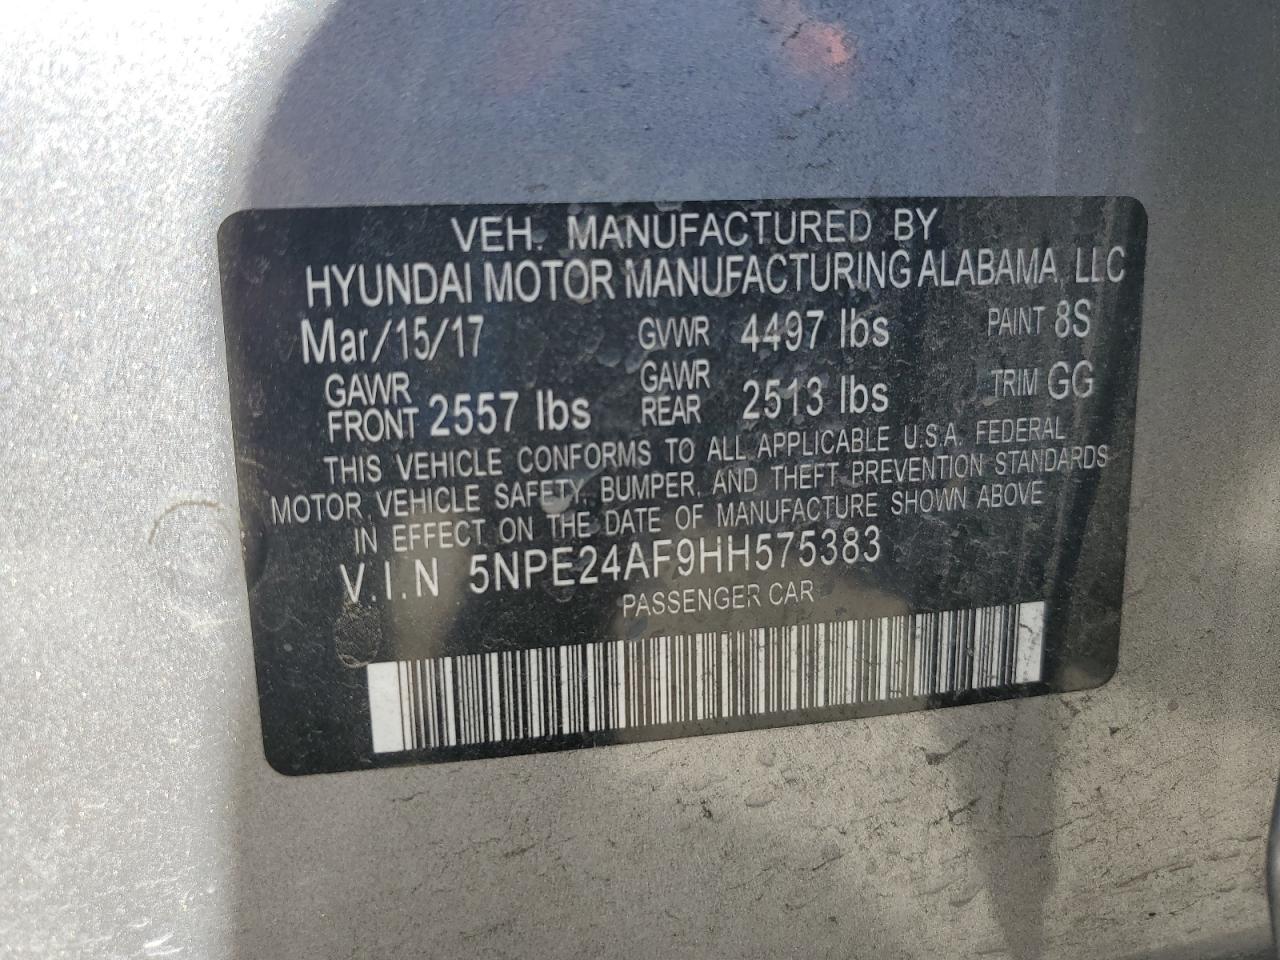 VEH. MANUFACTURED BY
HYUNDAI MOTOR MANUFACTURING ALABAMA, LLC
Mar/15/17 GVWR 4497 lbs PAINT 8S
GAWR FRONT 2557 lbs GAWR REAR 2513 lbs TRIM GG
THIS VEHICLE CONFORMS TO ALL APPLICABLE U.S.A. FEDERAL
MOTOR VEHICLE SAFETY, BUMPER, AND THEFT PREVENTION STANDARDS
IN EFFECT ON THE DATE OF MANUFACTURE SHOWN ABOVE
V.I.N 5NPE24AF9HH575383
PASSENGER CAR